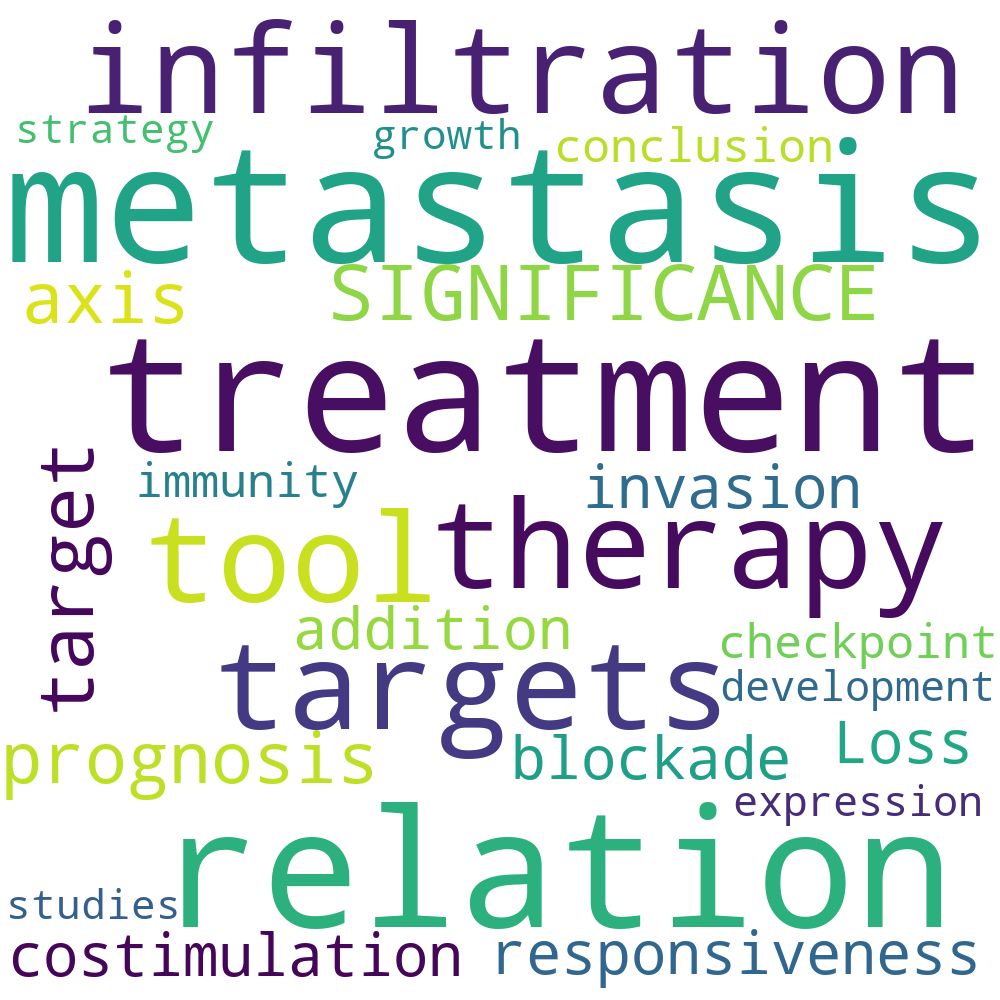 infiltration
strategy
growth
conclusion
metastasis
axis
SIGNIFICANCE
treatment
target
immunity
invasion
tool
therapy
addition
checkpoint
targets
development
prognosis
blockade
Loss
expression
relation
studies
costimulation
responsiveness